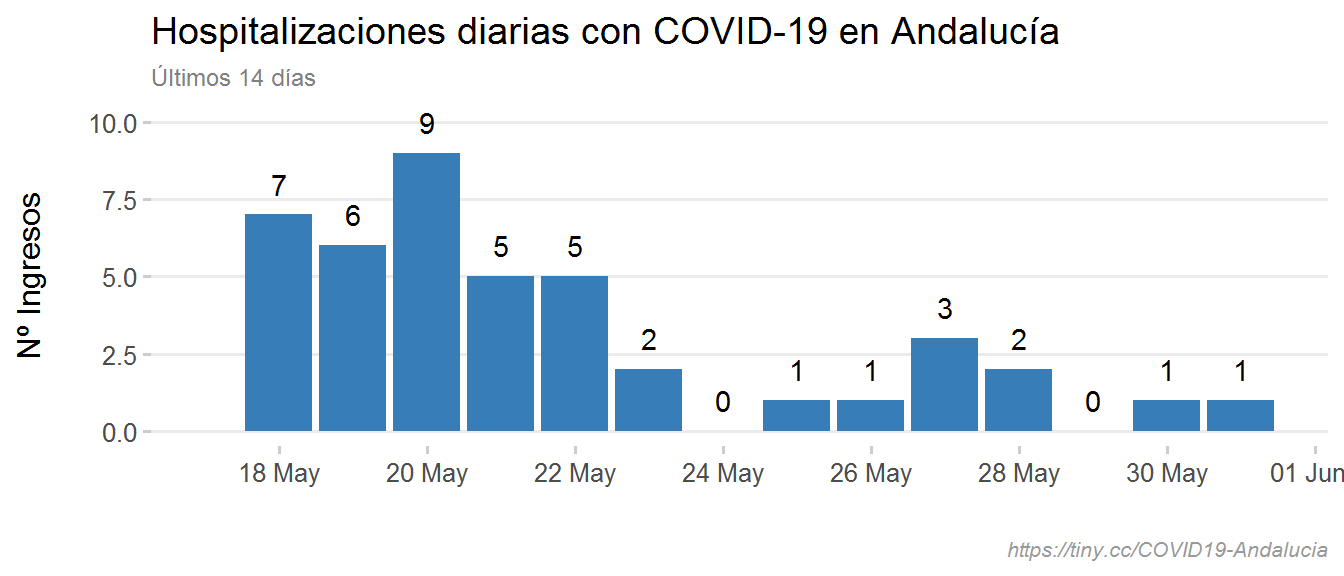 Hospitalizaciones diarias con COVID-19 en Andalucía
Últimos 14 días
Nº Ingresos
10.0
7.5
5.0
2.5
0.0
7
6
9
5
5
2
0
1
1
3
2
0
1
1
18 May
20 May
22 May
24 May
26 May
28 May
30 May
01 Jun
https://tiny.cc/COVID19-Andalucia